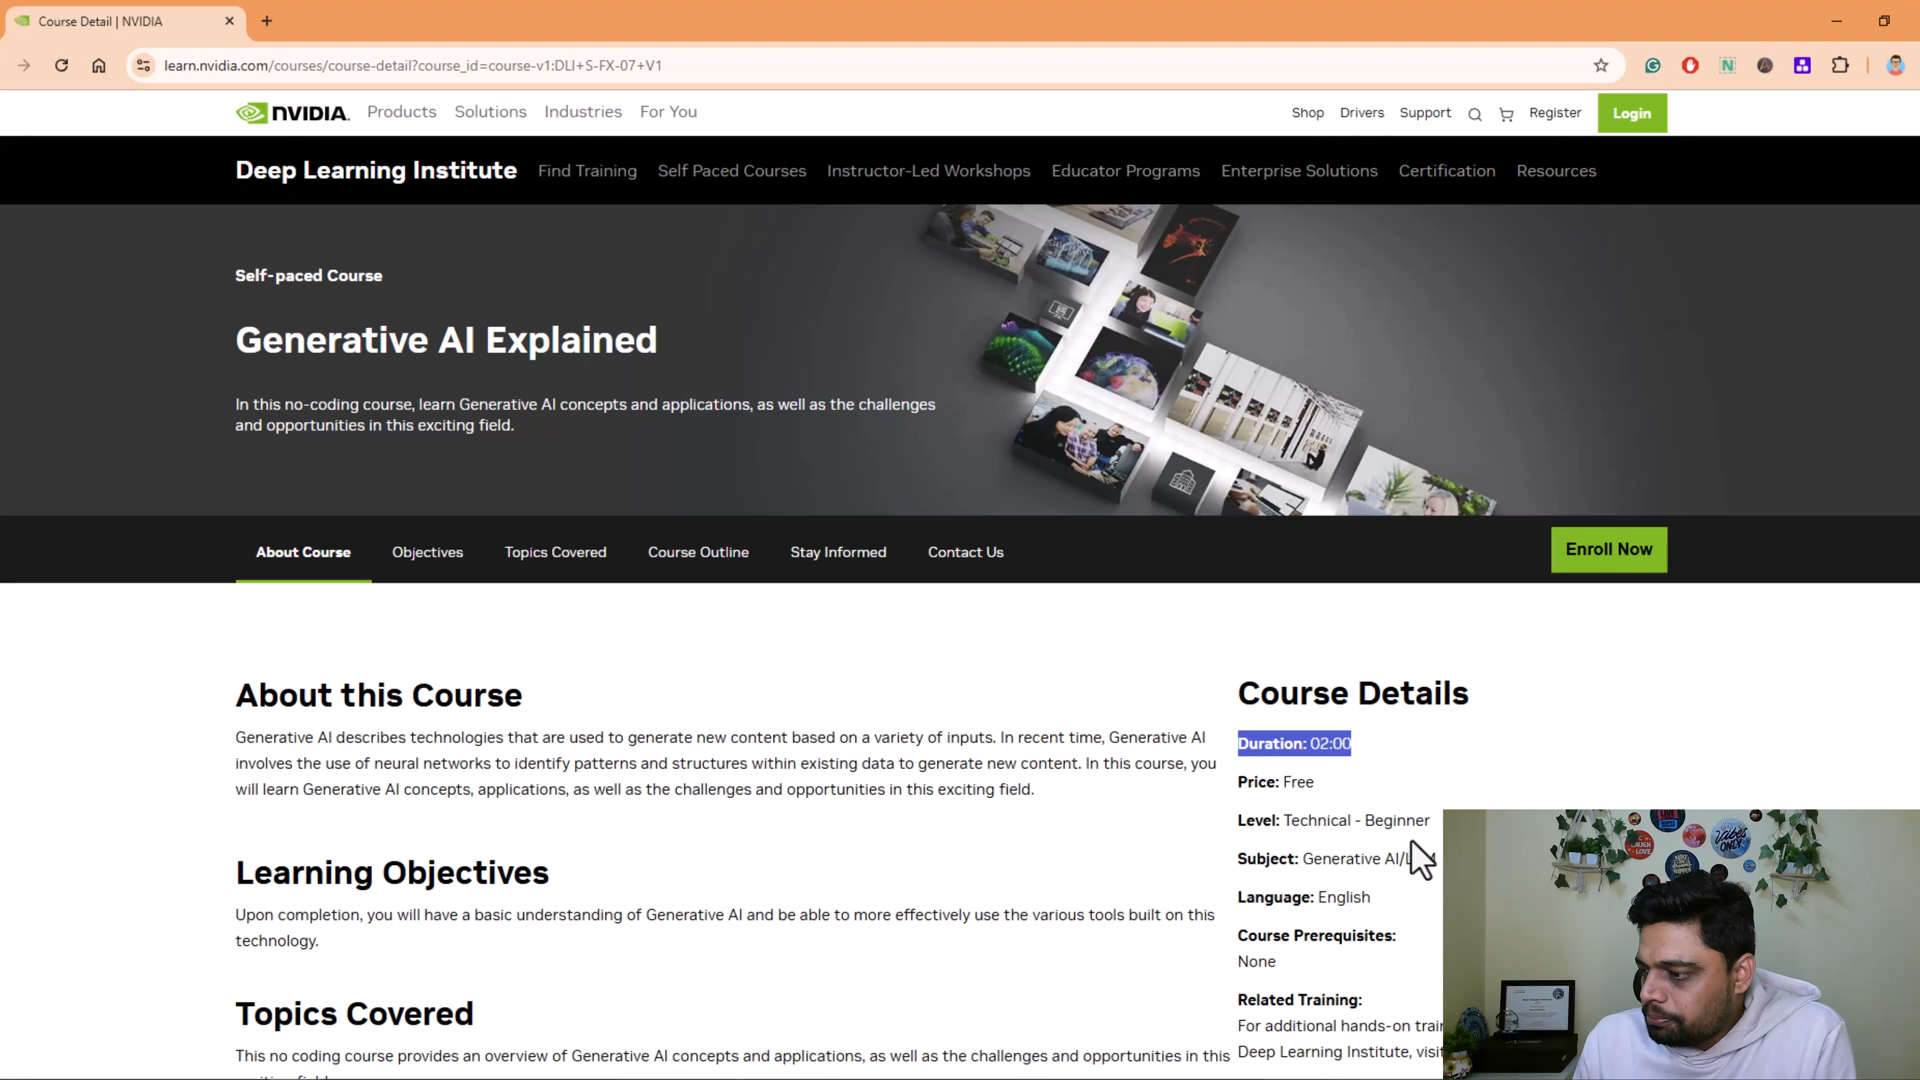 Course Detail | NVIDIA
learn.nvidia.com/courses/course-detail?course_id=course-v1:DLI+S-FX-07+V1
NVIDIA. Products Solutions Industries For You Shop Drivers Support Register Login
Deep Learning Institute Find Training Self Paced Courses Instructor-Led Workshops Educator Programs Enterprise Solutions Certification Resources
Self-paced Course
Generative AI Explained
In this no-coding course, learn Generative AI concepts and applications, as well as the challenges
and opportunities in this exciting field.
About Course Objectives Topics Covered Course Outline Stay Informed Contact Us Enroll Now
About this Course
Generative AI describes technologies that are used to generate new content based on a variety of inputs. In recent time, Generative AI
involves the use of neural networks to identify patterns and structures within existing data to generate new content. In this course, you
will learn Generative AI concepts, applications, as well as the challenges and opportunities in this exciting field.
Learning Objectives
Upon completion, you will have a basic understanding of Generative AI and be able to more effectively use the various tools built on this
technology.
Topics Covered
This no coding course provides an overview of Generative AI concepts and applications, as well as the challenges and opportunities in this
Course Details
Duration: 02:00
Price: Free
Level: Technical - Beginner
Subject: Generative
Language: English
Course Prerequisites:
None
Related Training:
For additional hands-on
Deep Learning Institute, visit
VIBES
ONLY
LAUGH
LOVE